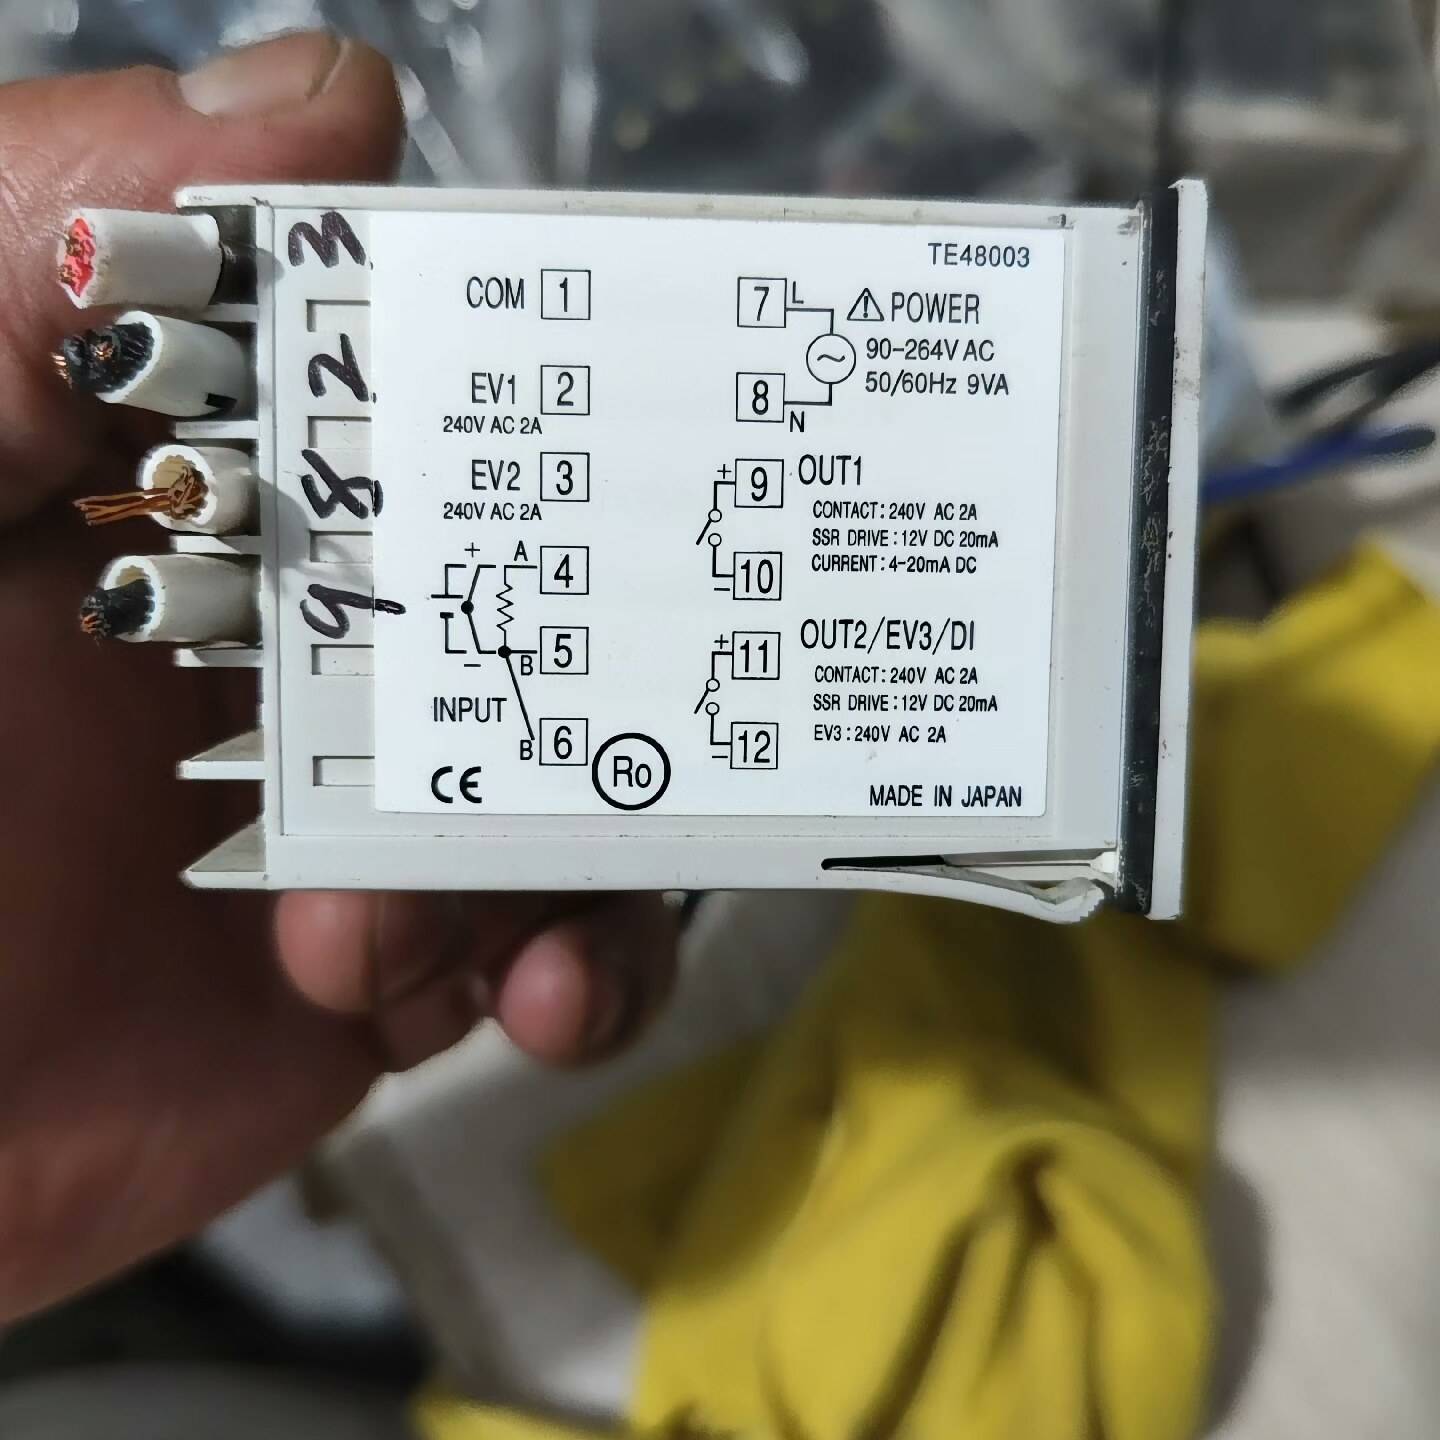 3
2
8
9
TE48003
COM 1
EV1 2
240V AC 2A
EV2 3
240V AC 2A
+ A 4
- B 5
INPUT
B 6
CE
Ro
7 L
⚠ POWER
90-264V AC
50/60Hz 9VA
8 N
+ 9 OUT1
CONTACT: 240V AC 2A
SSR DRIVE: 12V DC 20mA
CURRENT: 4-20mA DC
- 10
+ 11 OUT2/EV3/DI
CONTACT: 240V AC 2A
SSR DRIVE: 12V DC 20mA
EV3: 240V AC 2A
- 12
MADE IN JAPAN